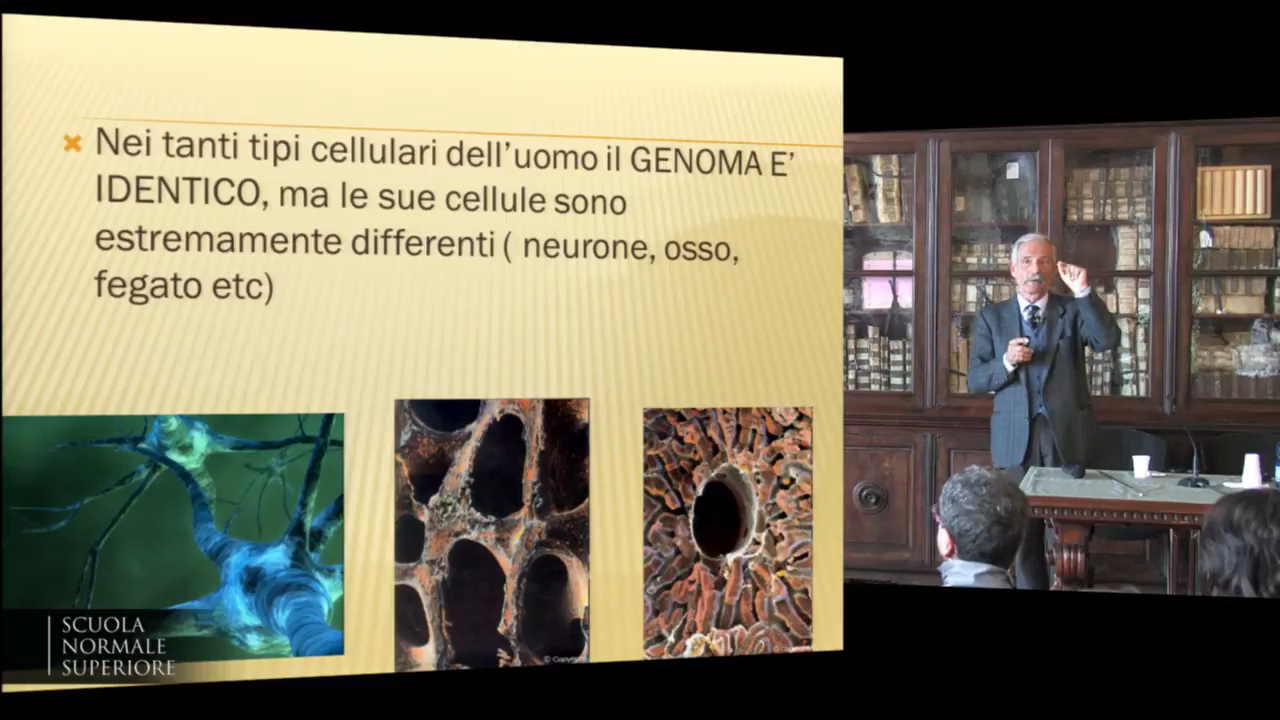 Nei tanti tipi cellulari dell’uomo il GENOMA E’
IDENTICO, ma le sue cellule sono
estremamente differenti ( neurone, osso,
fegato etc)
SCUOLA
NORMALE
SUPERIORE